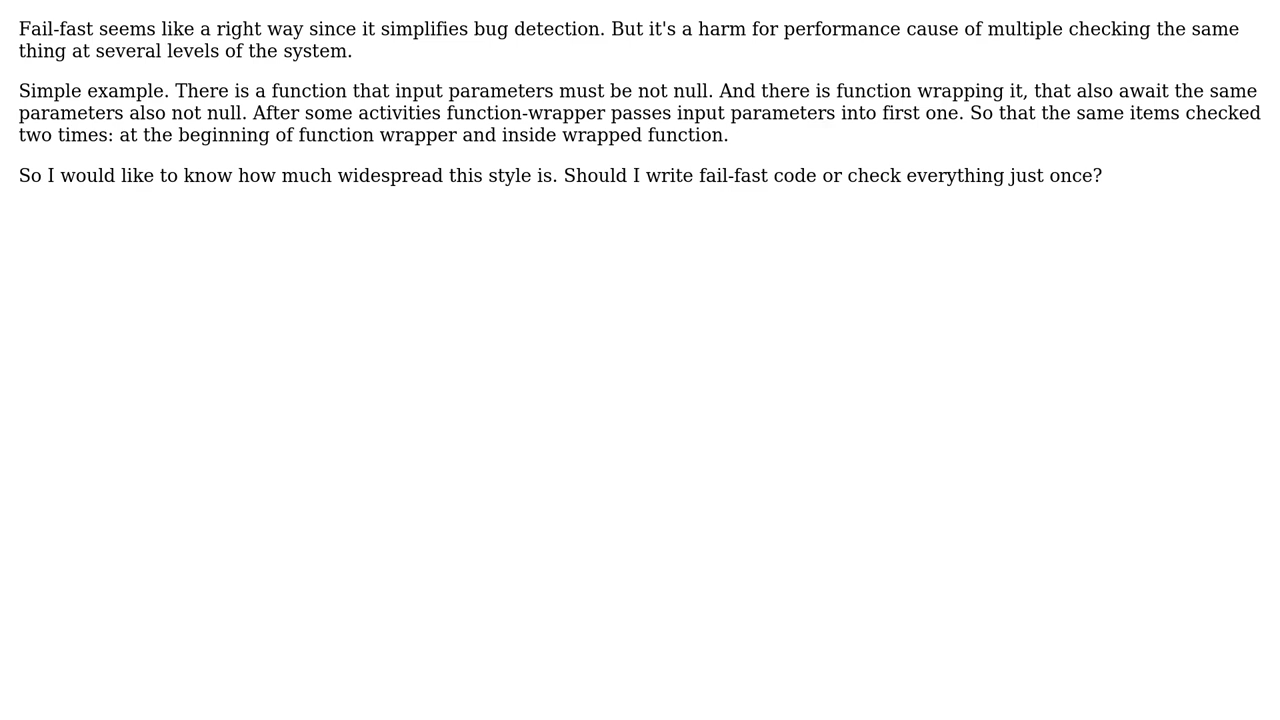 Fail-fast seems like a right way since it simplifies bug detection. But it's a harm for performance cause of multiple checking the same
thing at several levels of the system.
Simple example. There is a function that input parameters must be not null. And there is function wrapping it, that also await the same
parameters also not null. After some activities function-wrapper passes input parameters into first one. So that the same items checked
two times: at the beginning of function wrapper and inside wrapped function.
So I would like to know how much widespread this style is. Should I write fail-fast code or check everything just once?